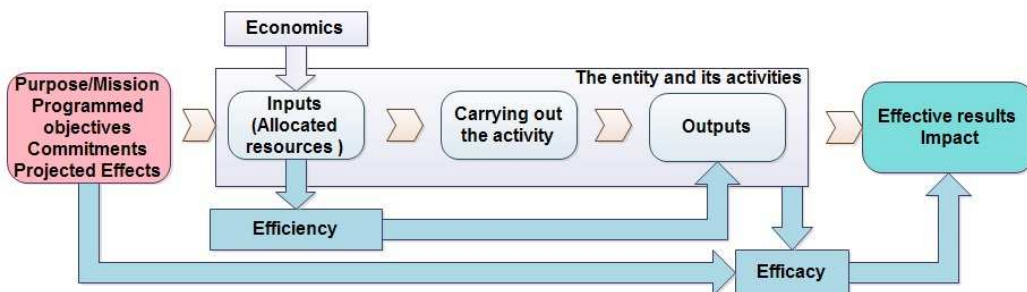 Economics
The entity and its activities
Purpose/Mission
Programmed
objectives
Commitments
Projected Effects
Inputs
(Allocated
resources )
Carrying out
the activity
Outputs
Effective results
Impact
Efficiency
Efficacy